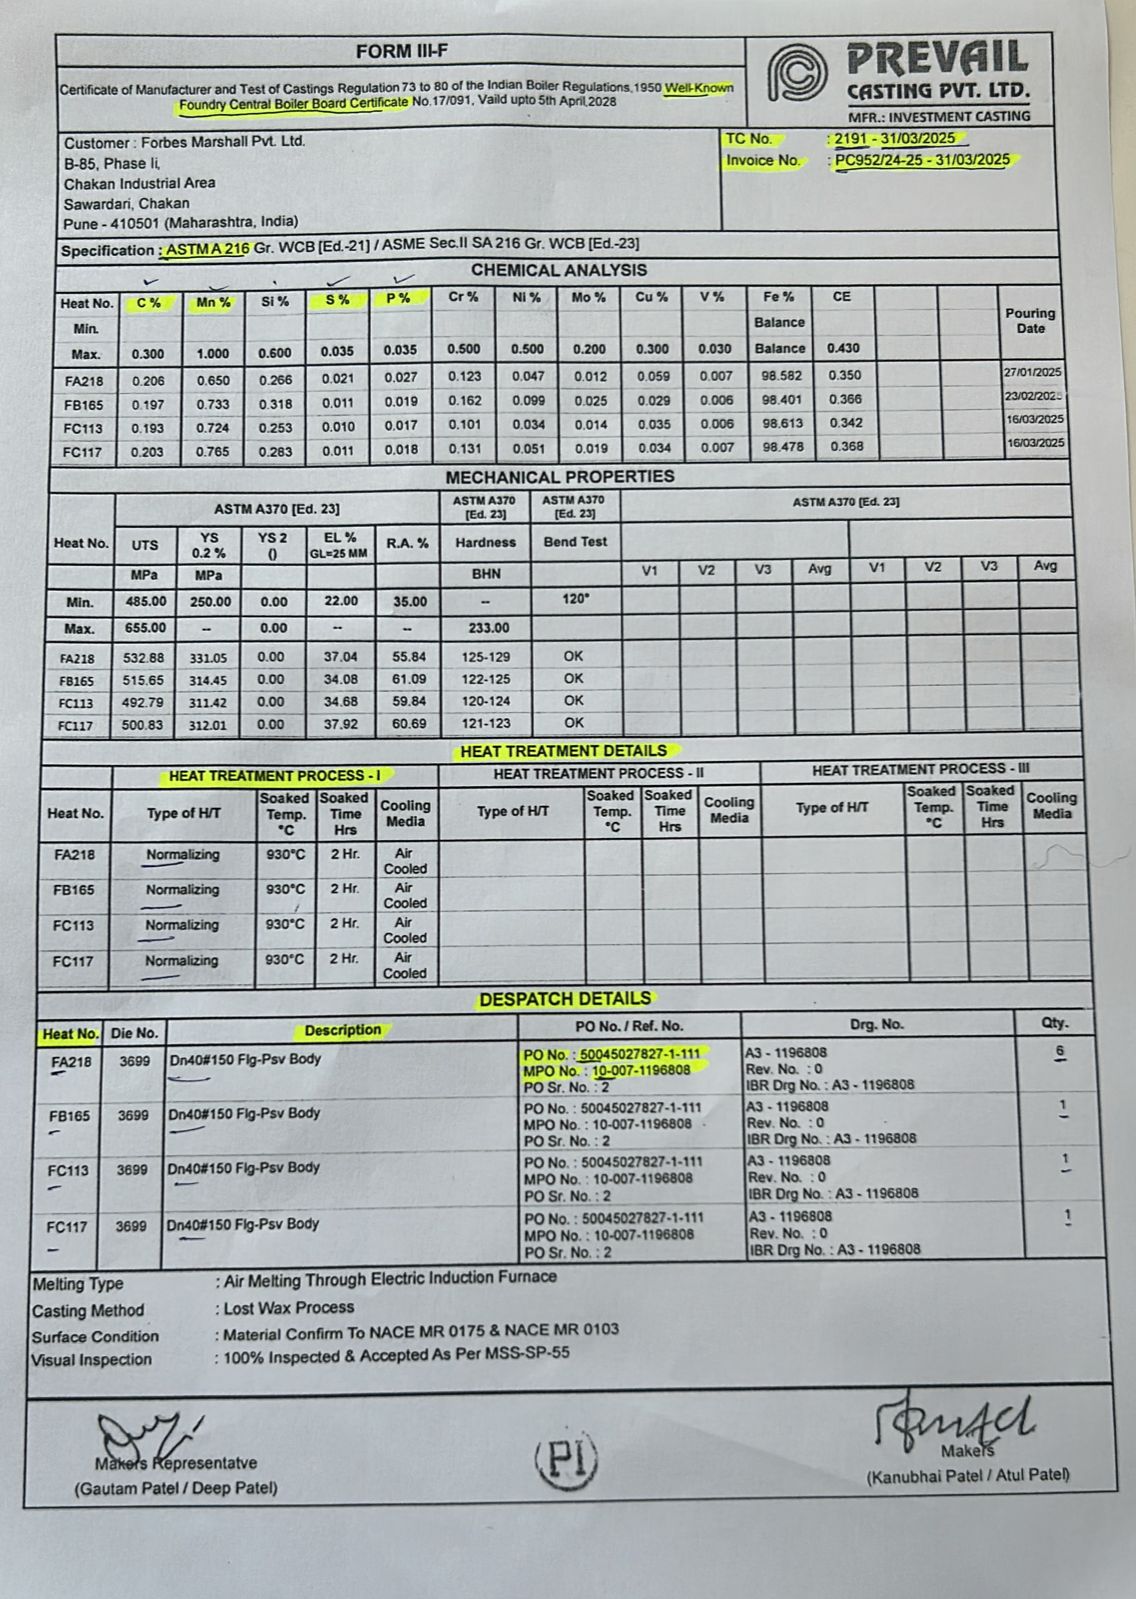 FORM III-F
Certificate of Manufacturer and Test of Castings Regulation 73 to 80 of the Indian Boiler Regulations,1950 Well-Known
Foundry Central Boiler Board Certificate No.17/091, Vaild upto 5th April,2028
PREVAIL
CASTING PVT. LTD.
MFR.: INVESTMENT CASTING
Customer : Forbes Marshall Pvt. Ltd.
B-85, Phase Ii,
Chakan Industrial Area
Sawardari, Chakan
Pune - 410501 (Maharashtra, India)
TC No. : 2191 - 31/03/2025
Invoice No. : PC952/24-25 - 31/03/2025
Specification : ASTM A 216 Gr. WCB [Ed.-21] / ASME Sec.II SA 216 Gr. WCB [Ed.-23]
CHEMICAL ANALYSIS
Heat No. C % Mn % Si % S % P % Cr % Ni % Mo % Cu % V % Fe % CE Pouring Date
Min. Balance
Max. 0.300 1.000 0.600 0.035 0.035 0.500 0.500 0.200 0.300 0.030 Balance 0.430
FA218 0.206 0.650 0.266 0.021 0.027 0.123 0.047 0.012 0.059 0.007 98.582 0.350 27/01/2025
FB165 0.197 0.733 0.318 0.011 0.019 0.162 0.099 0.025 0.029 0.006 98.401 0.366 23/02/2025
FC113 0.193 0.724 0.253 0.010 0.017 0.101 0.034 0.014 0.035 0.006 98.613 0.342 16/03/2025
FC117 0.203 0.765 0.283 0.011 0.018 0.131 0.051 0.019 0.034 0.007 98.478 0.368 16/03/2025
MECHANICAL PROPERTIES
ASTM A370 [Ed. 23] ASTM A370 [Ed. 23] ASTM A370 [Ed. 23] ASTM A370 [Ed. 23]
Heat No. UTS YS 0.2 % YS 2 () EL % GL=25 MM R.A. % Hardness Bend Test
MPa MPa BHN V1 V2 V3 Avg V1 V2 V3 Avg
Min. 485.00 250.00 0.00 22.00 35.00 -- 120°
Max. 655.00 -- 0.00 -- -- 233.00
FA218 532.88 331.05 0.00 37.04 55.84 125-129 OK
FB165 515.65 314.45 0.00 34.08 61.09 122-125 OK
FC113 492.79 311.42 0.00 34.68 59.84 120-124 OK
FC117 500.83 312.01 0.00 37.92 60.69 121-123 OK
HEAT TREATMENT DETAILS
HEAT TREATMENT PROCESS - I HEAT TREATMENT PROCESS - II HEAT TREATMENT PROCESS - III
Heat No. Type of H/T Soaked Temp. °C Soaked Time Hrs Cooling Media Type of H/T Soaked Temp. °C Soaked Time Hrs Cooling Media Type of H/T Soaked Temp. °C Soaked Time Hrs Cooling Media
FA218 Normalizing 930°C 2 Hr. Air Cooled
FB165 Normalizing 930°C 2 Hr. Air Cooled
FC113 Normalizing 930°C 2 Hr. Air Cooled
FC117 Normalizing 930°C 2 Hr. Air Cooled
DESPATCH DETAILS
Heat No. Die No. Description PO No. / Ref. No. Drg. No. Qty.
FA218 3699 Dn40#150 Flg-Psv Body PO No. : 50045027827-1-111 A3 - 1196808 6
MPO No. : 10-007-1196808 Rev. No. : 0
PO Sr. No. : 2 IBR Drg No. : A3 - 1196808
FB165 3699 Dn40#150 Flg-Psv Body PO No. : 50045027827-1-111 A3 - 1196808 1
MPO No. : 10-007-1196808 Rev. No. : 0
PO Sr. No. : 2 IBR Drg No. : A3 - 1196808
FC113 3699 Dn40#150 Flg-Psv Body PO No. : 50045027827-1-111 A3 - 1196808 1
MPO No. : 10-007-1196808 Rev. No. : 0
PO Sr. No. : 2 IBR Drg No. : A3 - 1196808
FC117 3699 Dn40#150 Flg-Psv Body PO No. : 50045027827-1-111 A3 - 1196808 1
MPO No. : 10-007-1196808 Rev. No. : 0
PO Sr. No. : 2 IBR Drg No. : A3 - 1196808
Melting Type : Air Melting Through Electric Induction Furnace
Casting Method : Lost Wax Process
Surface Condition : Material Confirm To NACE MR 0175 & NACE MR 0103
Visual Inspection : 100% Inspected & Accepted As Per MSS-SP-55
Makers Representatve
(Gautam Patel / Deep Patel)
PI
Makers
(Kanubhai Patel / Atul Patel)